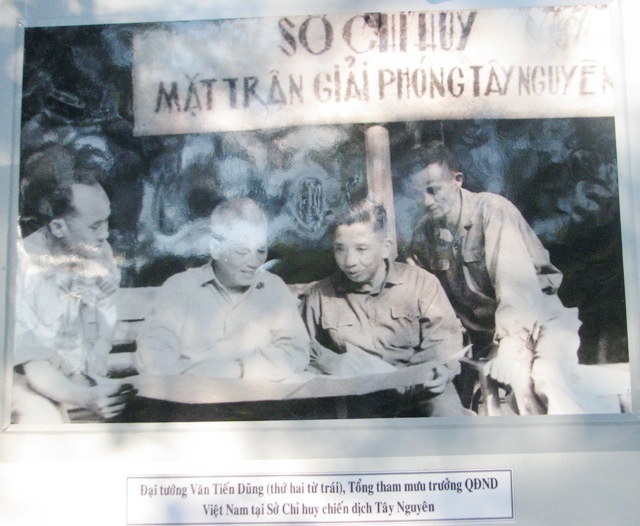 SỞ CHỈ HUY
MẶT TRẬN GIẢI PHÓNG TÂY NGUYÊN
Đại tướng Văn Tiến Dũng (thứ hai từ trái), Tổng tham mưu trưởng QĐND
Việt Nam tại Sở Chỉ huy chiến dịch Tây Nguyên